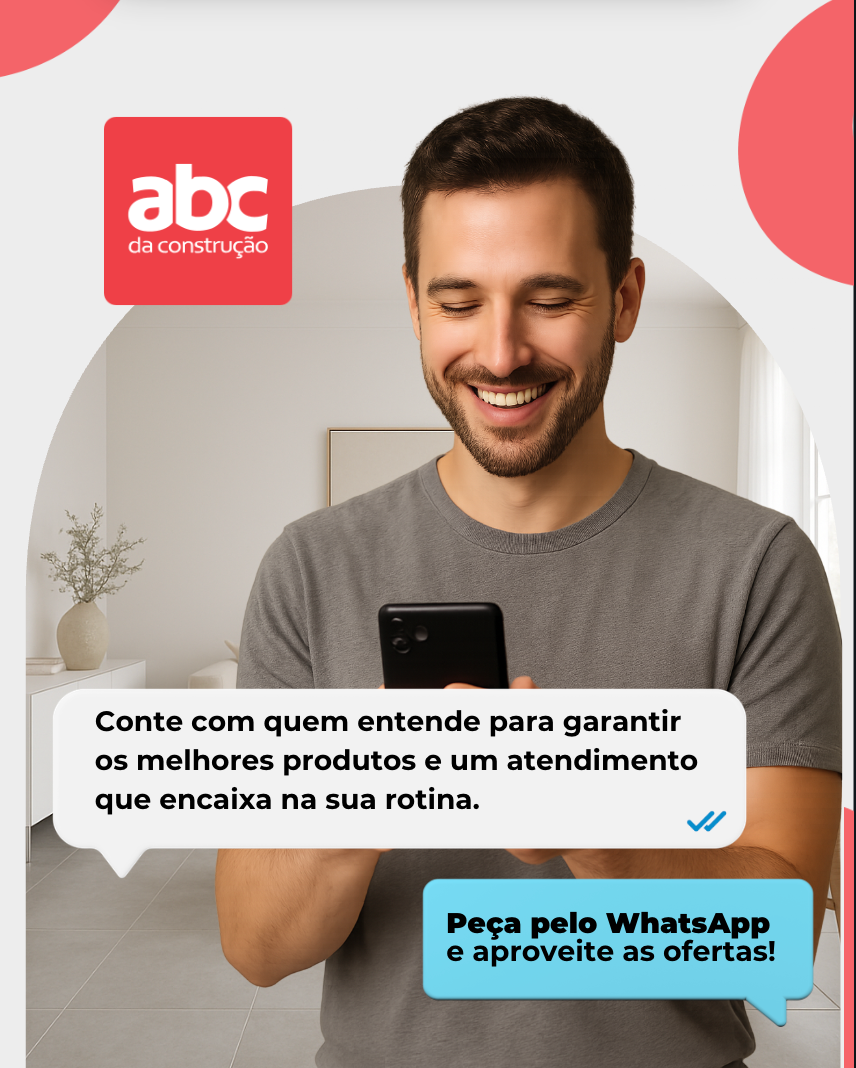 abc
da construção
Conte com quem entende para garantir
os melhores produtos e um atendimento
que encaixa na sua rotina.
Peça pelo WhatsApp
e aproveite as ofertas!